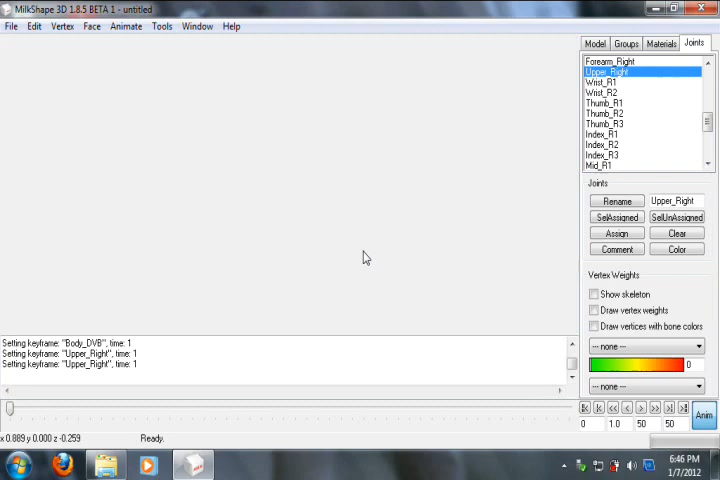 MilkShape 3D 1.8.5 BETA 1 - untitled
File Edit Vertex Face Animate Tools Window Help
Model Groups Materials Joints
Forearm_Right
Upper_Right
Wrist_R1
Wrist_R2
Thumb_R1
Thumb_R2
Thumb_R3
Index_R1
Index_R2
Index_R3
Mid_R1
Joints
Rename Upper_Right
SelAssigned SelUnAssigned
Assign Clear
Comment Color
Vertex Weights
Show skeleton
Draw vertex weights
Draw vertices with bone colors
--- none ---
0
--- none ---
Setting keyframe: "Body_DVB", time: 1
Setting keyframe: "Upper_Right", time: 1
Setting keyframe: "Upper_Right", time: 1
0 1.0 50 50
Anim
x 0.889 y 0.000 z -0.259 Ready.
6:46 PM
1/7/2012